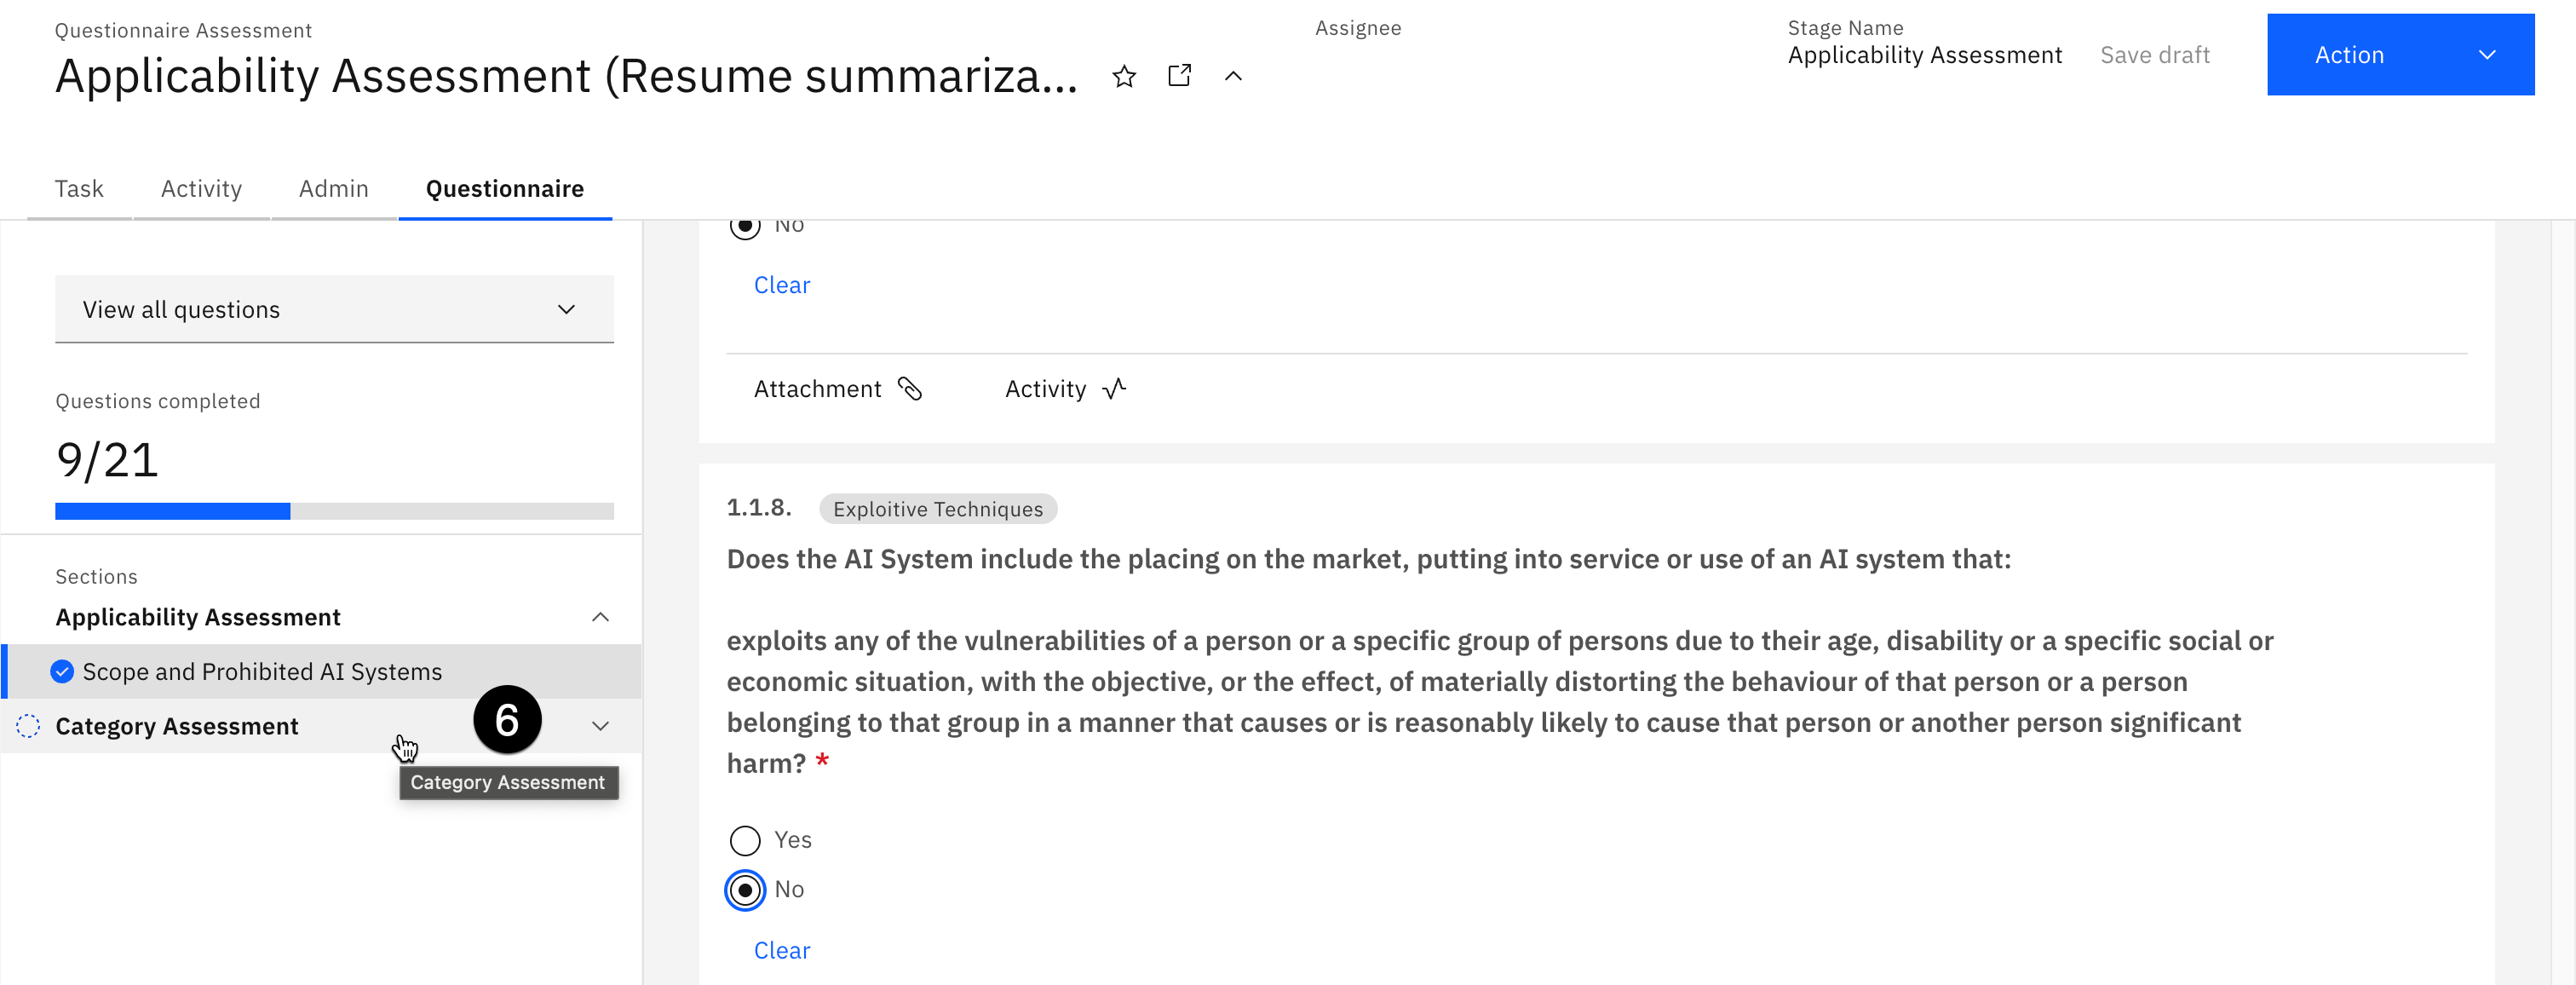 Questionnaire Assessment
Applicability Assessment (Resume summariza...
Assignee
Stage Name
Applicability Assessment
Save draft
Action
Task
Activity
Admin
Questionnaire
View all questions
Questions completed
9/21
Sections
Applicability Assessment
Scope and Prohibited AI Systems
Category Assessment
6
Category Assessment
No
Clear
Attachment
Activity
1.1.8. Exploitive Techniques
Does the AI System include the placing on the market, putting into service or use of an AI system that:
exploits any of the vulnerabilities of a person or a specific group of persons due to their age, disability or a specific social or
economic situation, with the objective, or the effect, of materially distorting the behaviour of that person or a person
belonging to that group in a manner that causes or is reasonably likely to cause that person or another person significant
harm? *
Yes
No
Clear